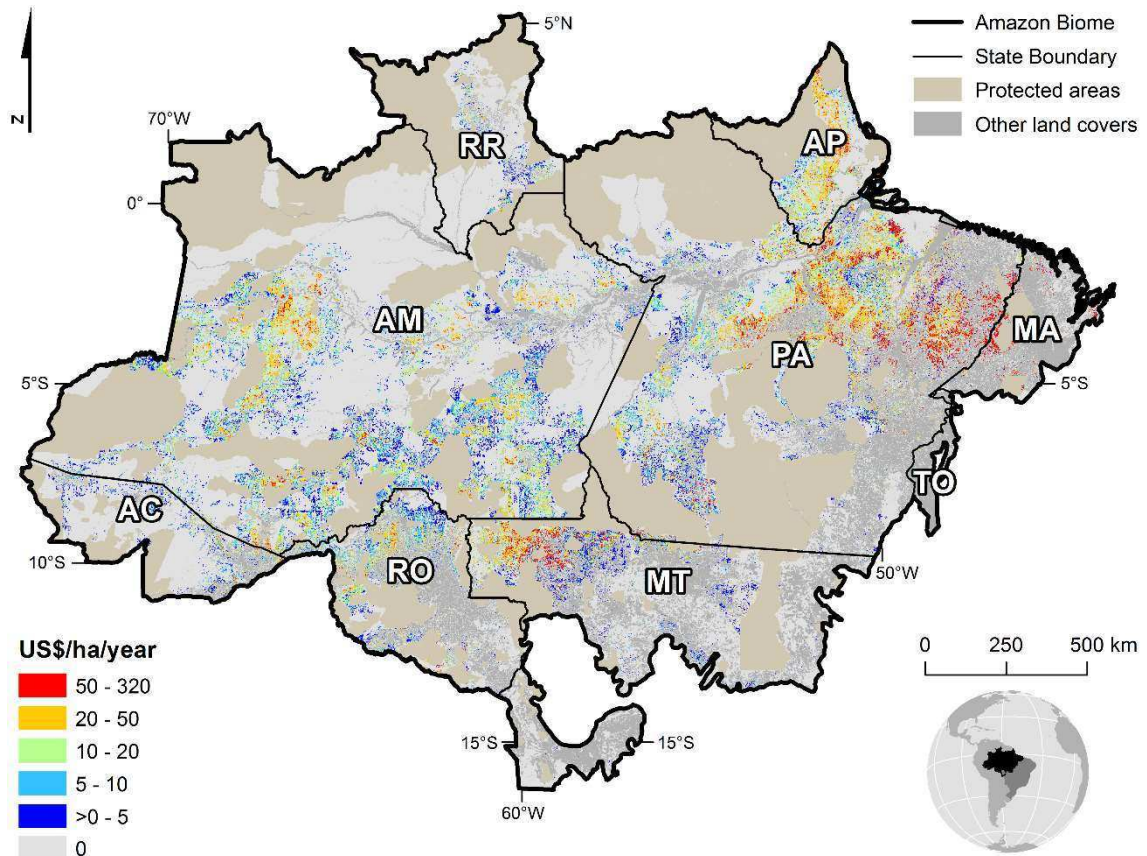 Z
5°N
Amazon Biome
State Boundary
Protected areas
Other land covers
70°W
RR
AP
0°
AM
PA
MA
5°S
5°S
TO
AC
10°S
RO
MT
50°W
US$/ha/year
50 - 320
20 - 50
10 - 20
5 - 10
>0 - 5
0
0 250 500 km
15°S
15°S
60°W